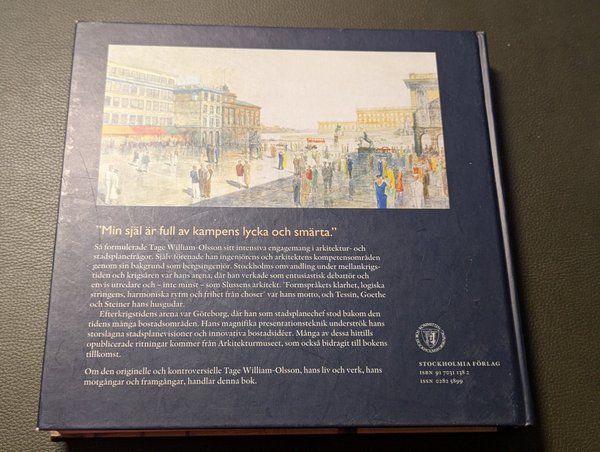 "Min själ är full av kampens lycka och smärta."
Så formulerade Tage William-Olsson sitt intensiva engagemang i arkitektur- och
stadsplanefrågor. Själv förenade han ingenjörens och arkitektens kompetensområden
genom sin bakgrund som bergsingenjör. Stockholms omvandling under mellankrigs-
tiden och krigsåren var hans arena, där han verkade som entusiastisk debattör och
envis utredare och – inte minst – som Slussens arkitekt. 'Formspråkets klarhet, logiska
stringens, harmoniska rytm och frihet från choser' var hans motto, och Tessin, Goethe
och Steiner hans husgudar.
Efterkrigstidens arena var Göteborg, där han som stadsplanechef stod bakom den
tidens många bostadsområden. Hans magnifika presentationsteknik underströk hans
storslagna stadsplanevisioner och innovativa bostadsidéer. Många av dessa hittills
opublicerade ritningar kommer från Arkitekturmuseet, som också bidragit till bokens
tillkomst.
Om den originelle och kontroversielle Tage William-Olsson, hans liv och verk, hans
motgångar och framgångar, handlar denna bok.
STOCKHOLMIA FÖRLAG
ISBN 91 7031 138 2
ISSN 0282 5899